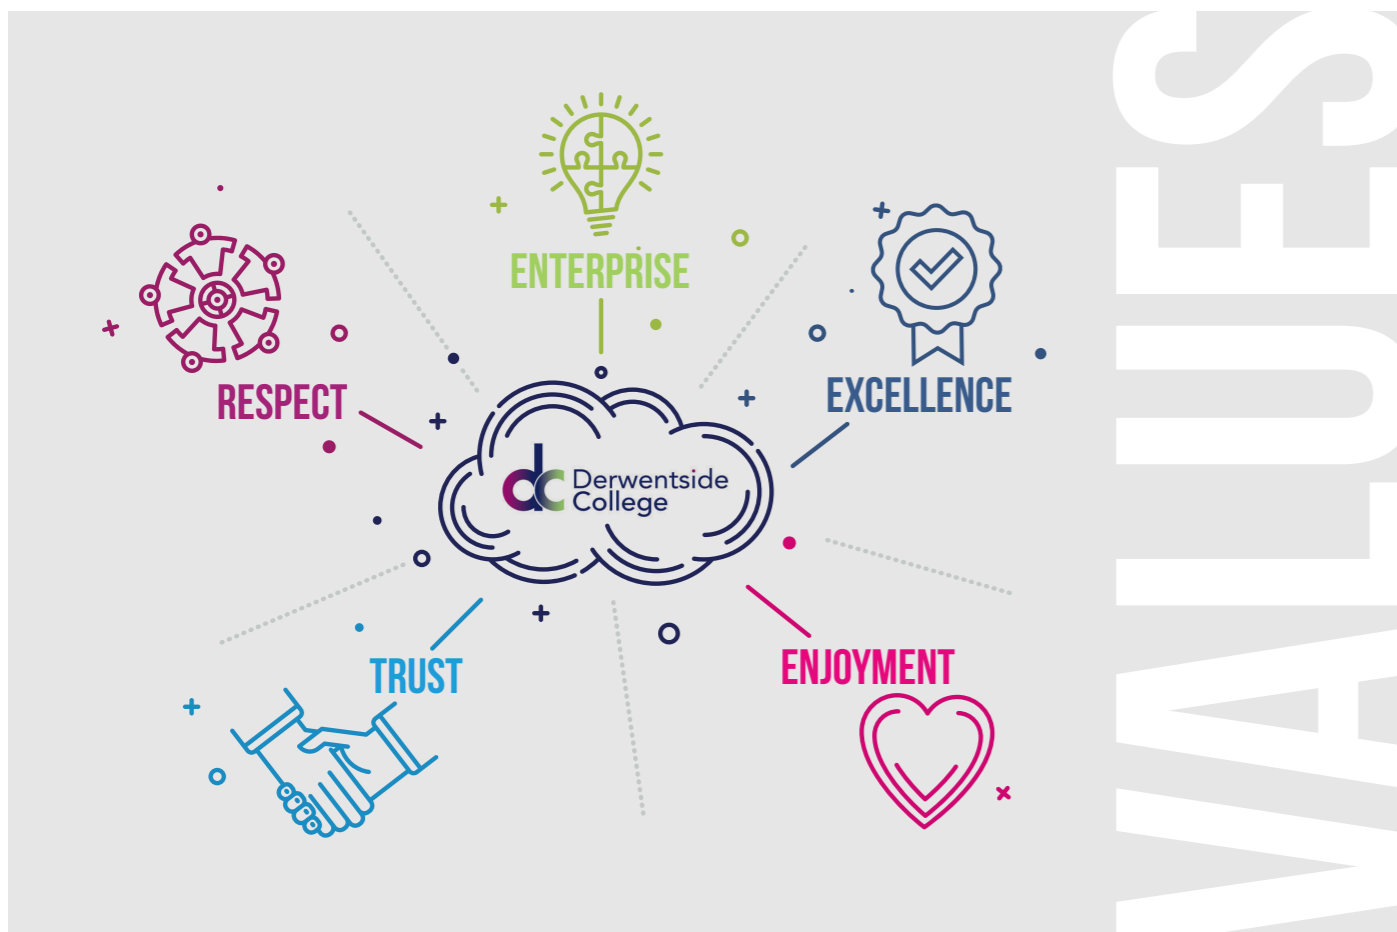 ENTERPRISE
RESPECT
EXCELLENCE
dc
Derwentside
College
TRUST
ENJOYMENT
VALUES